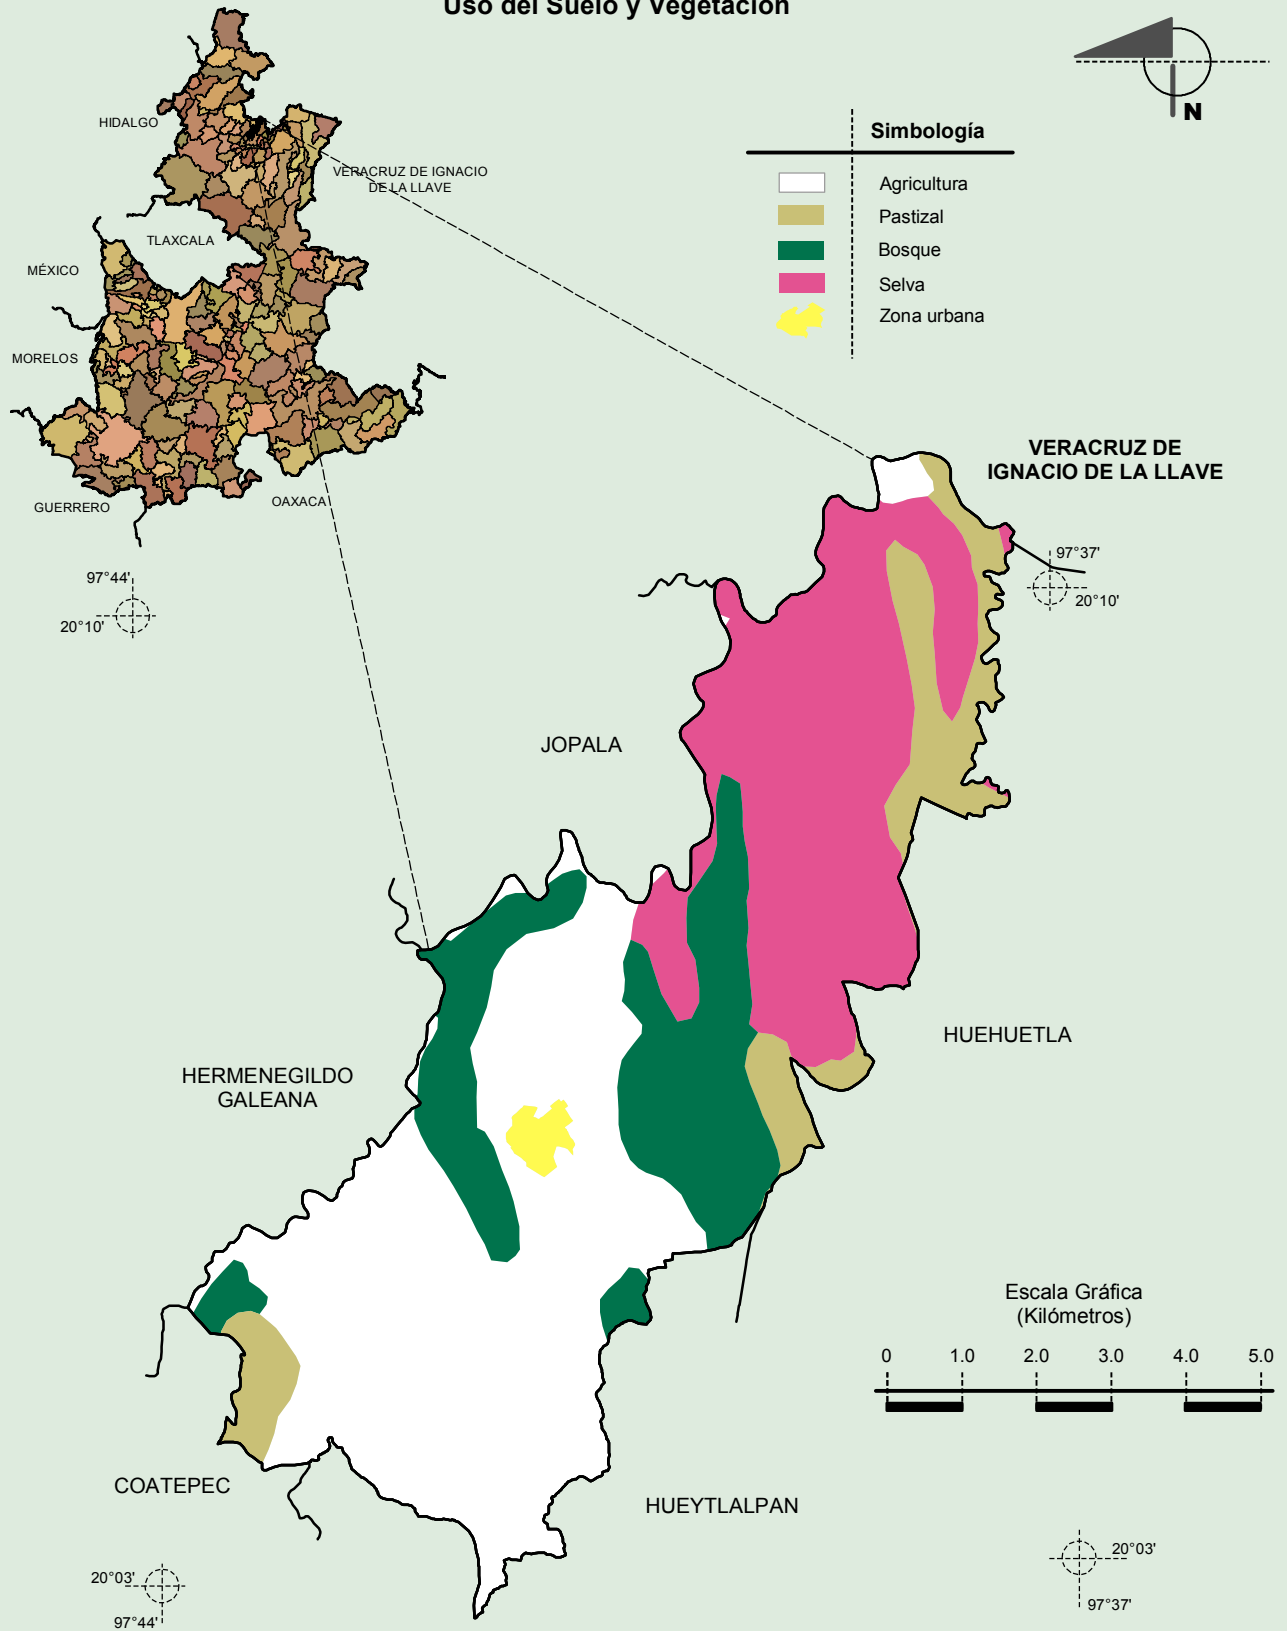 Uso del Suelo y Vegetación
N
HIDALGO
VERACRUZ DE IGNACIO
DE LA LLAVE
TLAXCALA
MÉXICO
MORELOS
GUERRERO
OAXACA
Simbología
Agricultura
Pastizal
Bosque
Selva
Zona urbana
VERACRUZ DE
IGNACIO DE LA LLAVE
97°44'
20°10'
97°37'
20°10'
JOPALA
HUEHUETLA
HERMENEGILDO
GALEANA
Escala Gráfica
(Kilómetros)
0 1.0 2.0 3.0 4.0 5.0
COATEPEC
HUEYTLALPAN
20°03'
97°44'
20°03'
97°37'